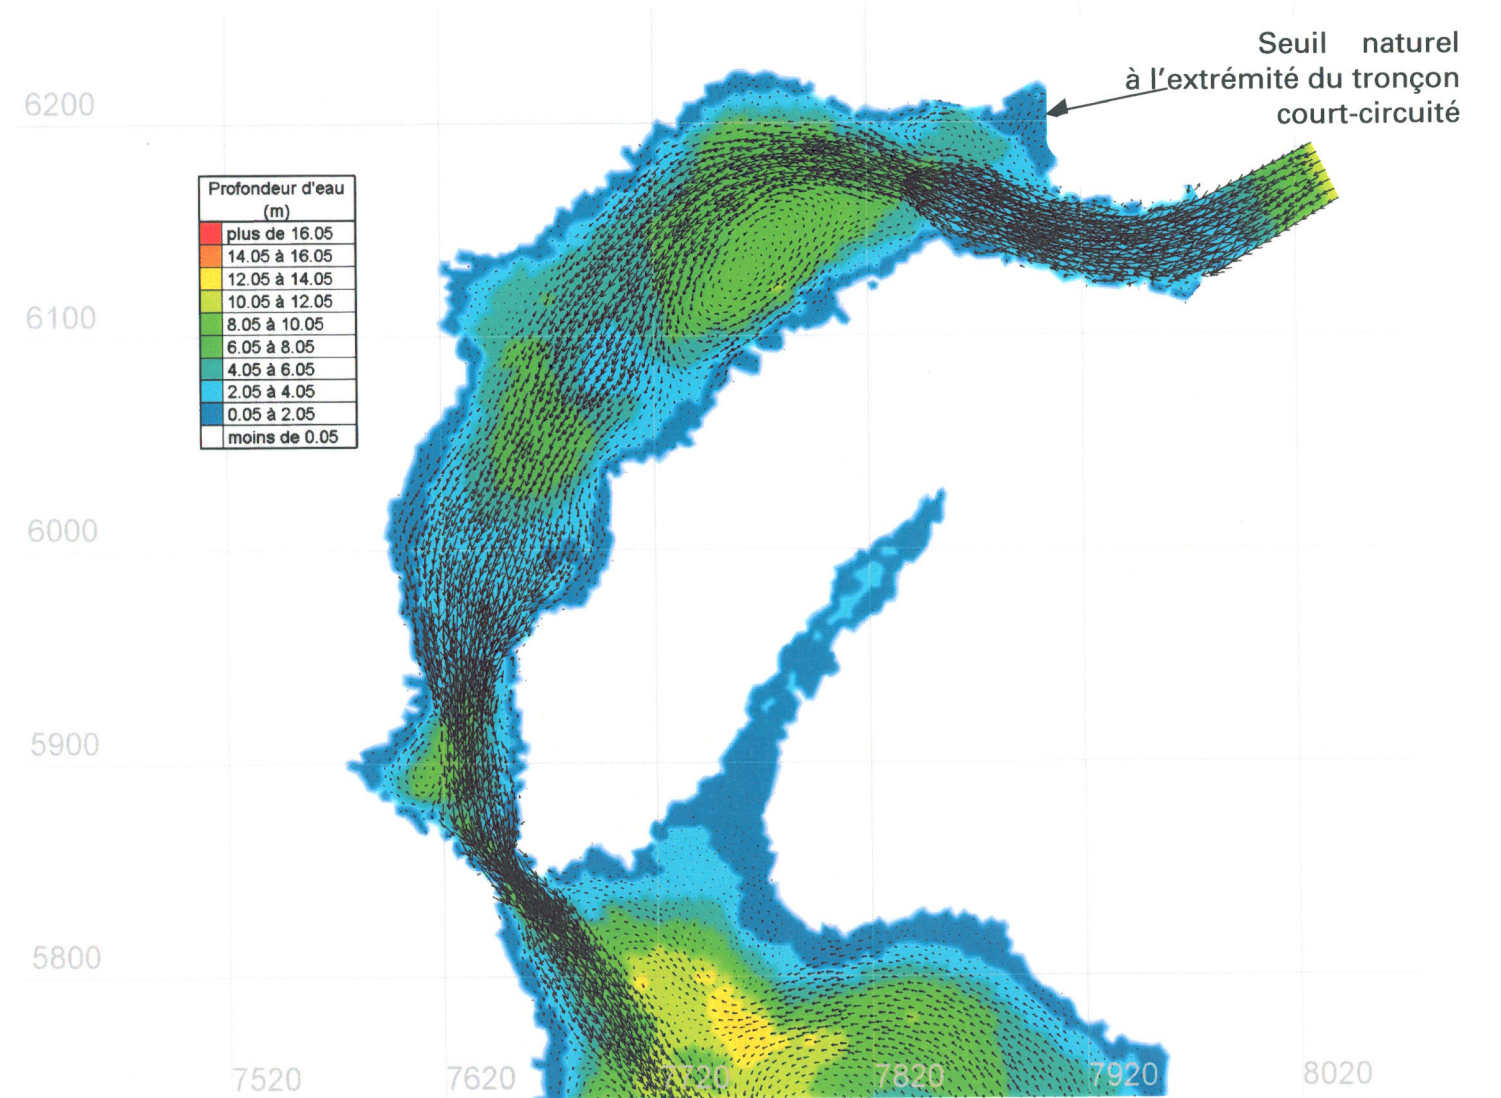 Seuil naturel
à l'extrémité du tronçon
court-circuité
6200
Profondeur d'eau
(m)
plus de 16.05
14.05 à 16.05
12.05 à 14.05
10.05 à 12.05
8.05 à 10.05
6.05 à 8.05
4.05 à 6.05
2.05 à 4.05
0.05 à 2.05
moins de 0.05
6100
6000
5900
5800
7520 7620 7720 7820 7920 8020